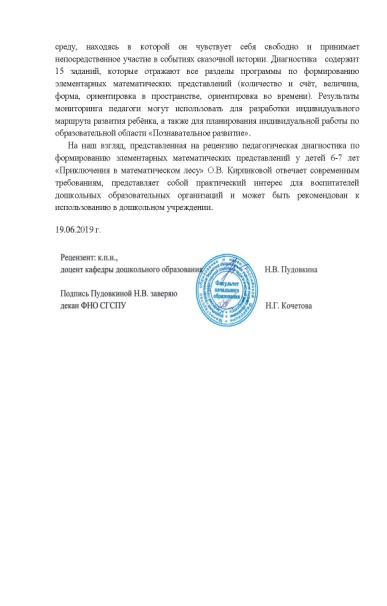 среду, находясь в которой он чувствует себя свободно и принимает
непосредственное участие в событиях сказочной истории. Диагностика содержит
15 заданий, которые отражают все разделы программы по формированию
элементарных математических представлений (количество и счёт, величина,
форма, ориентировка в пространстве, ориентировка во времени). Результаты
мониторинга педагоги могут использовать для разработки индивидуального
маршрута развития ребёнка, а также для планирования индивидуальной работы по
образовательной области «Познавательное развитие».
На наш взгляд, представленная на рецензию педагогическая диагностика по
формированию элементарных математических представлений у детей 6-7 лет
«Приключения в математическом лесу» О.В. Кирпиковой отвечает современным
требованиям, представляет собой практический интерес для воспитателей
дошкольных образовательных организаций и может быть рекомендован к
использованию в дошкольном учреждении.
19.06.2019 г.
Рецензент: к.п.н.,
доцент кафедры дошкольного образования Н.В. Пудовкина
Подпись Пудовкиной Н.В. заверяю
декан ФНО СГСПУ Н.Г. Кочетова
Факультет
начального
образования